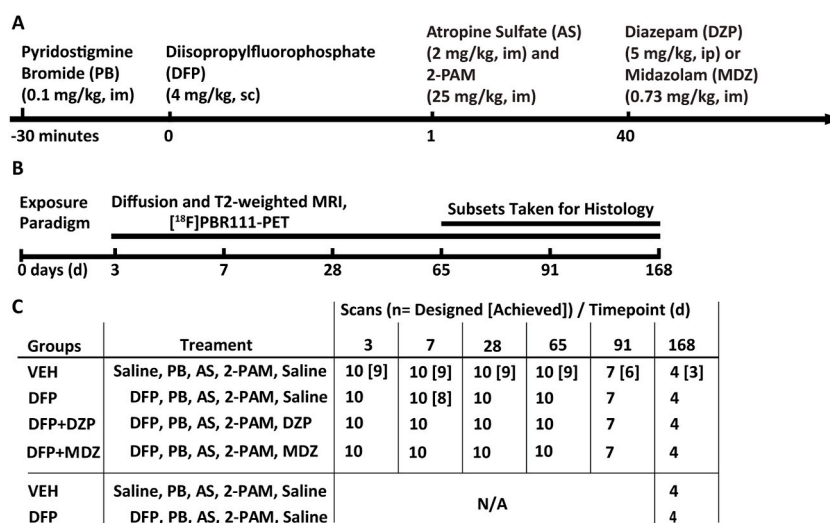 A
Pyridostigmine
Bromide (PB)
(0.1 mg/kg, im)
Diisopropylfluorophosphate
(DFP)
(4 mg/kg, sc)
Atropine Sulfate (AS)
(2 mg/kg, im) and
2-PAM
(25 mg/kg, im)
Diazepam (DZP)
(5 mg/kg, ip) or
Midazolam (MDZ)
(0.73 mg/kg, im)
-30 minutes 0 1 40
B
Exposure
Paradigm
Diffusion and T2-weighted MRI,
[18F]PBR111-PET
Subsets Taken for Histology
0 days (d) 3 7 28 65 91 168
C
Scans (n= Designed [Achieved]) / Timepoint (d)
Groups Treament 3 7 28 65 91 168
VEH Saline, PB, AS, 2-PAM, Saline 10 [9] 10 [9] 10 [9] 10 [9] 7 [6] 4 [3]
DFP DFP, PB, AS, 2-PAM, Saline 10 10 [8] 10 10 7 4
DFP+DZP DFP, PB, AS, 2-PAM, DZP 10 10 10 10 7 4
DFP+MDZ DFP, PB, AS, 2-PAM, MDZ 10 10 10 10 7 4
VEH Saline, PB, AS, 2-PAM, Saline N/A 4
DFP DFP, PB, AS, 2-PAM, Saline 4